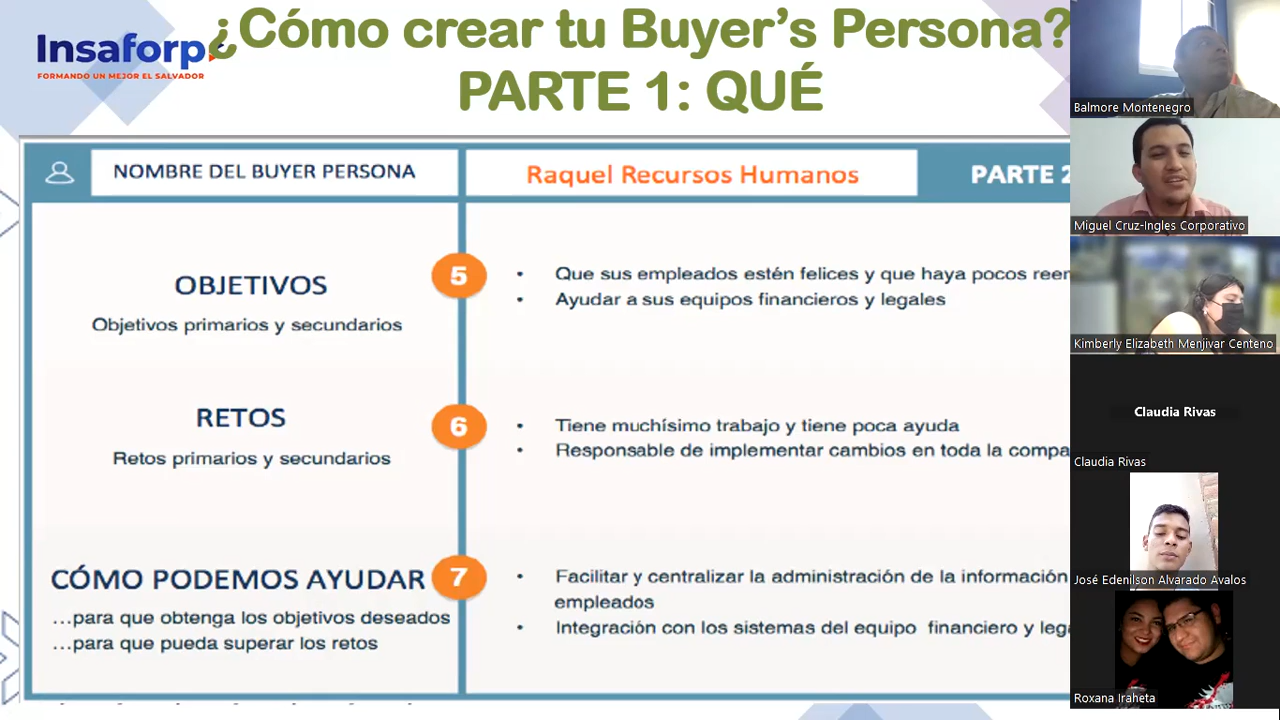 Insaforp
FORMANDO UN MEJOR EL SALVADOR
¿Cómo crear tu Buyer's Persona?
PARTE 1: QUÉ
NOMBRE DEL BUYER PERSONA
Raquel Recursos Humanos
PARTE 2
OBJETIVOS
Objetivos primarios y secundarios
5
• Que sus empleados estén felices y que haya pocos
• Ayudar a sus equipos financieros y legales
RETOS
Retos primarios y secundarios
6
• Tiene muchísimo trabajo y tiene poca ayuda
• Responsable de implementar cambios en toda la
CÓMO PODEMOS AYUDAR
…para que obtenga los objetivos deseados
…para que pueda superar los retos
7
• Facilitar y centralizar la administración de la información
empleados
• Integración con los sistemas del equipo financiero y
Balmore Montenegro
Miguel Cruz-Ingles Corporativo
Kimberly Elizabeth Menjivar Centeno
Claudia Rivas
Claudia Rivas
José Edenilson Alvarado Avalos
Roxana Iraheta